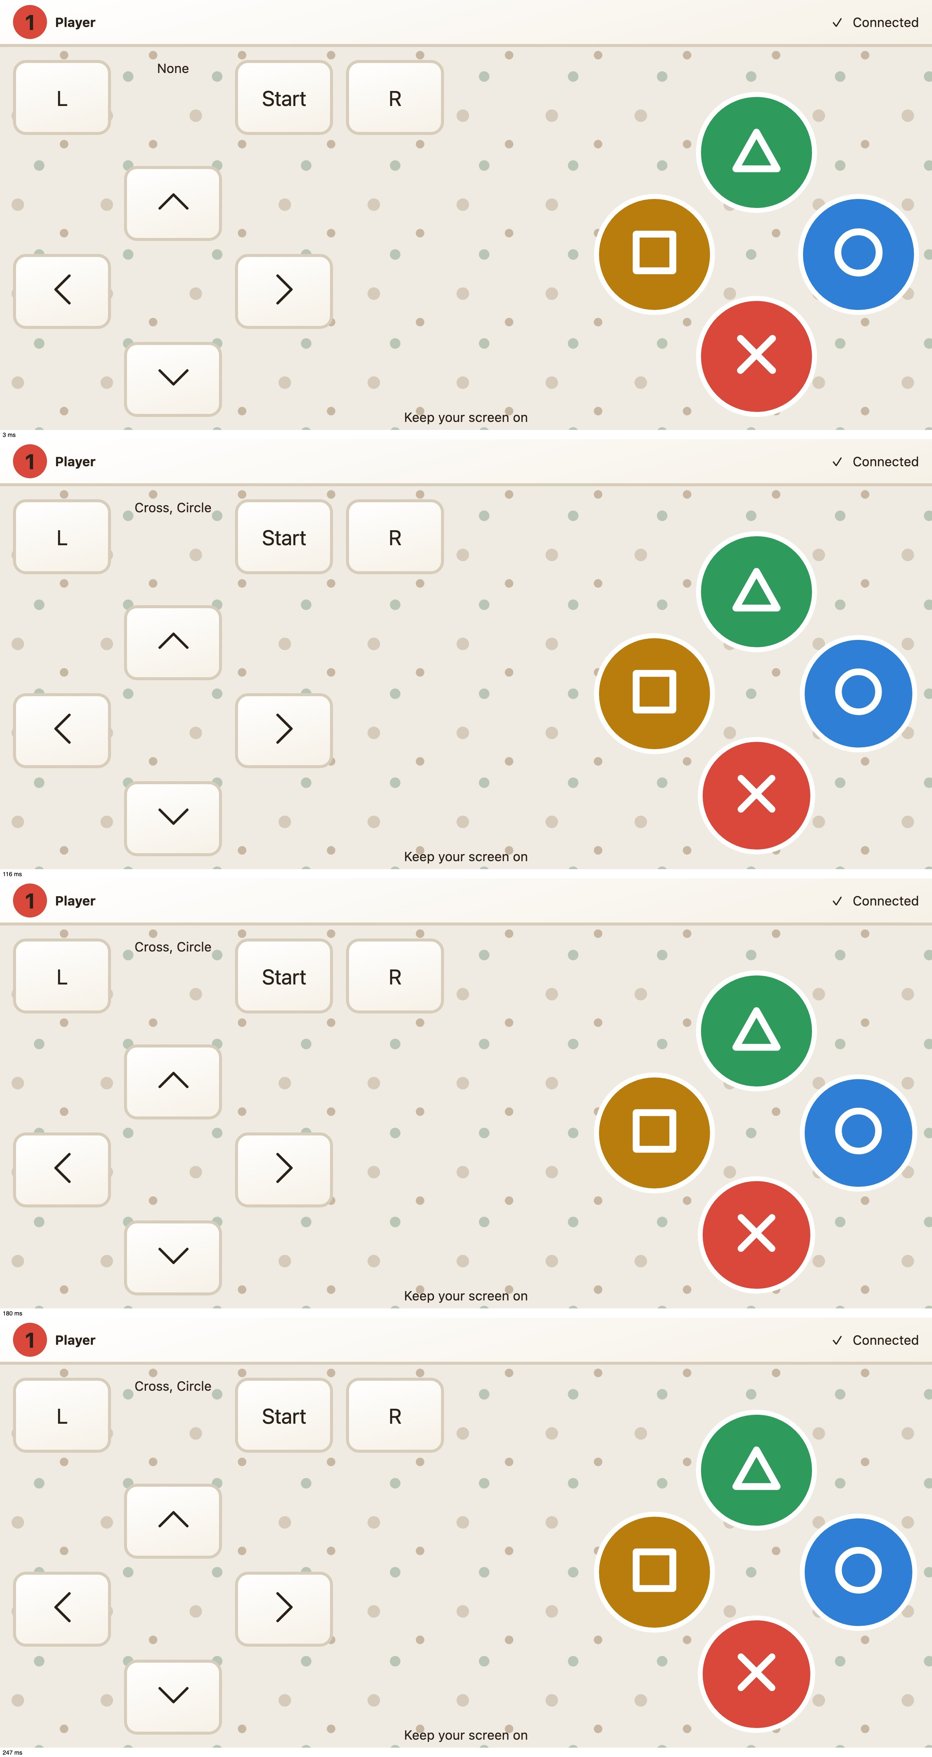 1 Player ✓ Connected
None
L Start R
Keep your screen on
3 ms
1 Player ✓ Connected
Cross, Circle
L Start R
Keep your screen on
116 ms
1 Player ✓ Connected
Cross, Circle
L Start R
Keep your screen on
180 ms
1 Player ✓ Connected
Cross, Circle
L Start R
Keep your screen on
247 ms